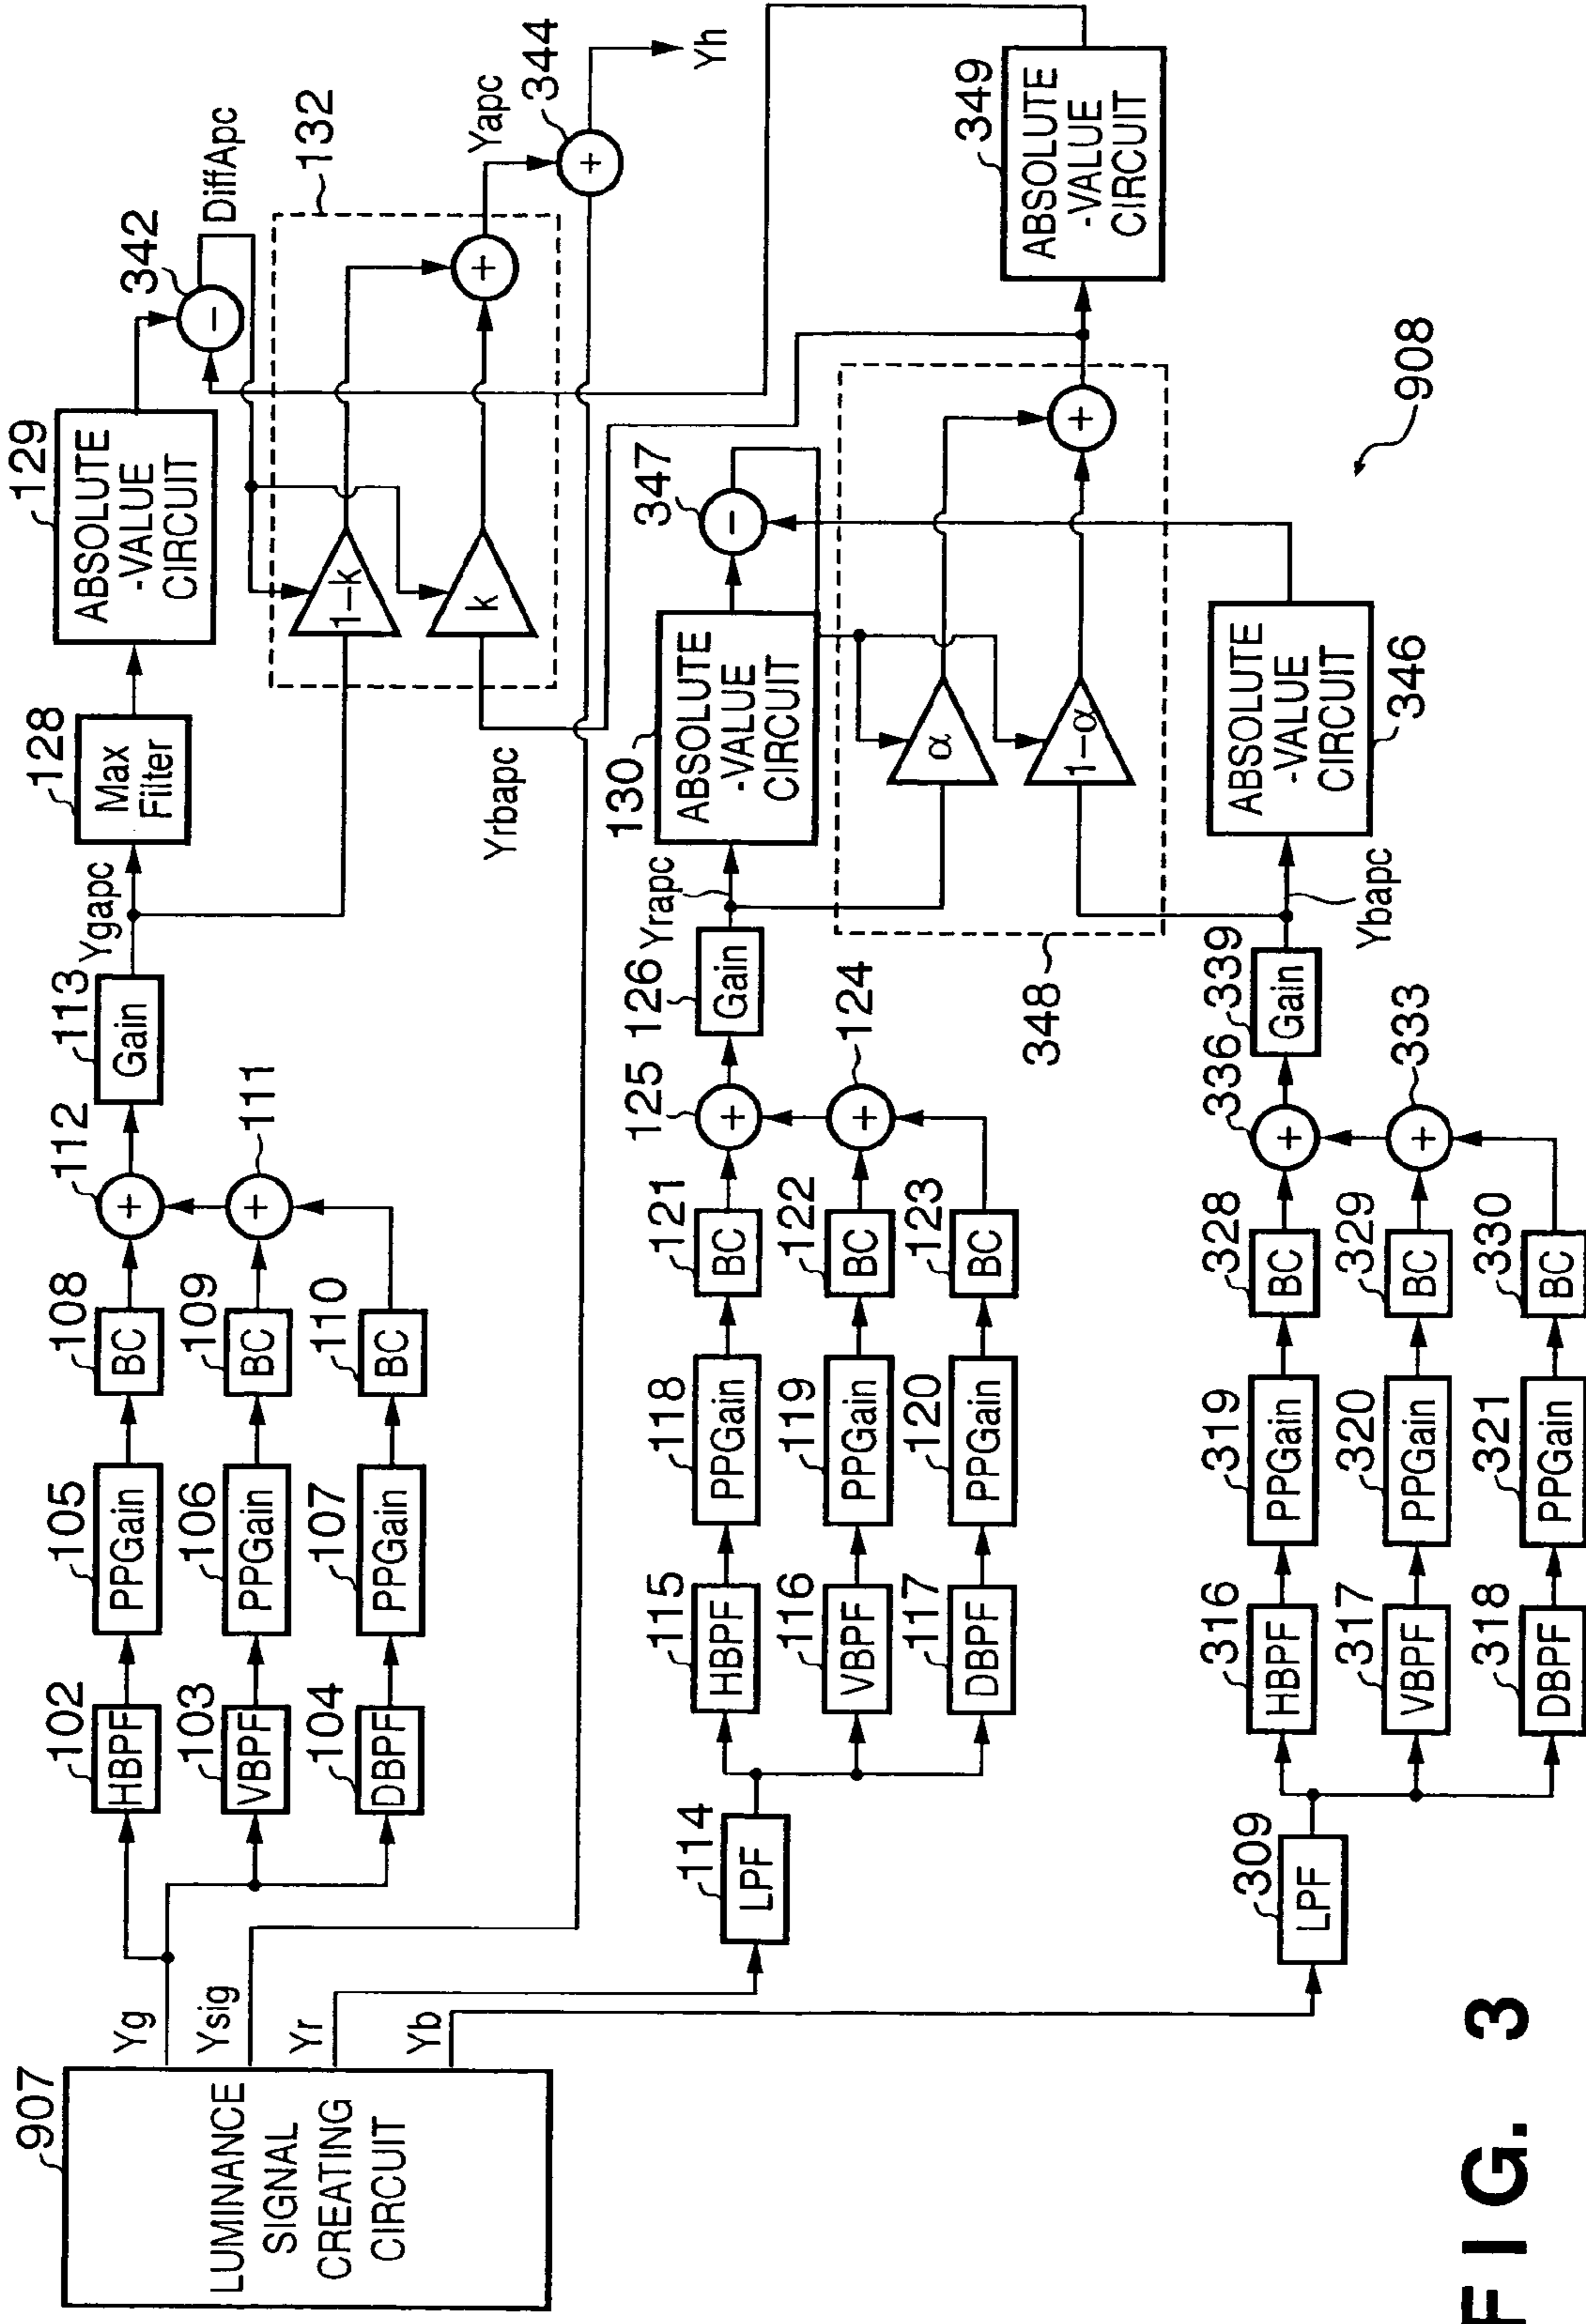 907
LUMINANCE
SIGNAL
CREATING
CIRCUIT
Yg
Ysig
Yr
Yb
102
HBPF
103
VBPF
104
DBPF
105
PPGain
106
PPGain
107
PPGain
108
BC
109
BC
110
BC
112
+
111
+
113
Gain
Ygapc
128
Max
Filter
129
ABSOLUTE
-VALUE
CIRCUIT
342
-
DiffApc
132
1-k
k
+
Yapc
344
+
Yh
Yrbapc
114
LPF
115
HBPF
116
VBPF
117
DBPF
118
PPGain
119
PPGain
120
PPGain
121
BC
122
BC
123
BC
125
+
124
+
126
Gain
Yrapc
130
ABSOLUTE
-VALUE
CIRCUIT
347
-
348
α
1-α
+
349
ABSOLUTE
-VALUE
CIRCUIT
309
LPF
316
HBPF
317
VBPF
318
DBPF
319
PPGain
320
PPGain
321
PPGain
328
BC
329
BC
330
BC
336
+
333
+
339
Gain
Ybapc
346
ABSOLUTE
-VALUE
CIRCUIT
908
FIG. 3